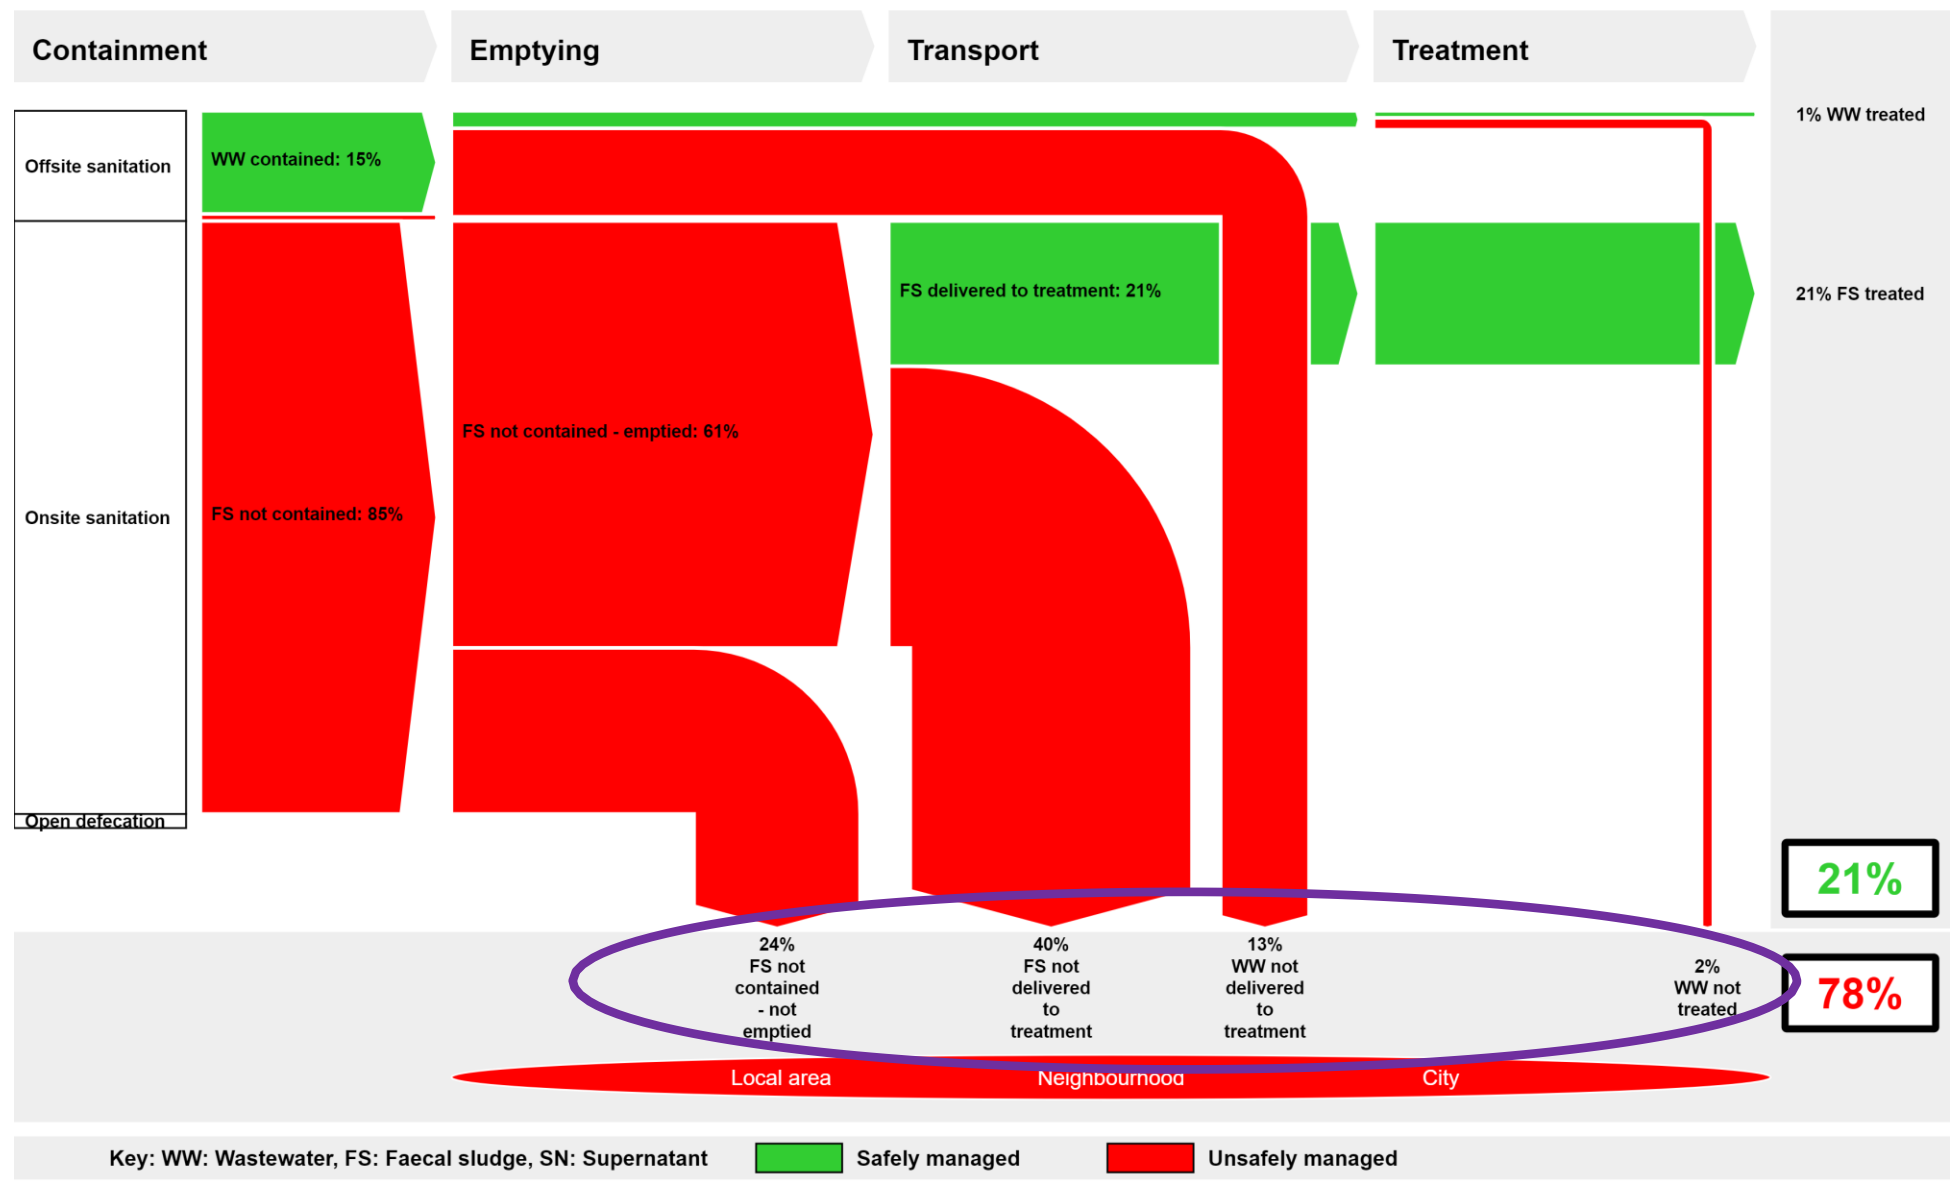 Containment
Emptying
Transport
Treatment
Offsite sanitation
WW contained: 15%
1% WW treated
Onsite sanitation
FS not contained: 85%
FS not contained - emptied: 61%
FS delivered to treatment: 21%
21% FS treated
Open defecation
21%
24%
FS not
contained
- not
emptied
40%
FS not
delivered
to
treatment
13%
WW not
delivered
to
treatment
2%
WW not
treated
78%
Local area
Neighbourhood
City
Key: WW: Wastewater, FS: Faecal sludge, SN: Supernatant
Safely managed
Unsafely managed